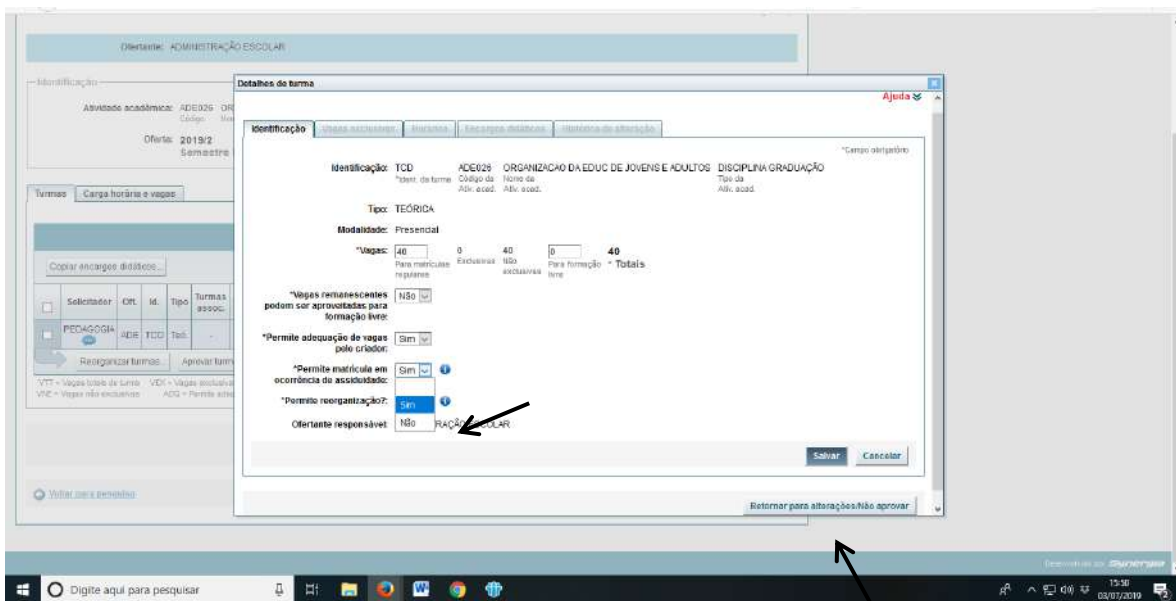 Ofertante: ADMINISTRAÇÃO ESCOLAR
Identificação
Atividade acadêmica: ADE026 OR
Código
Oferta: 2019/2
Semestre
Turmas Carga horária e vagas
Copiar encargos didáticos...
Solicitador Oft. Id. Tipo Turmas assoc.
PEDAGOGIA ADE TCD Teó. -
Reorganizar turmas... Aprovar turm
VTT = Vagas totais da turma
VNE = Vagas não exclusivas
Voltar para
Detalhes da turma
Ajuda
Identificação Vagas exclusivas Horários Encargos didáticos Histórico de alteração
*Campo obrigatório
Identificação: TCD ADE026 ORGANIZACAO DA EDUC DE JOVENS E ADULTOS DISCIPLINA GRADUAÇÃO
*Ident. da turma Código da Ativ. acad. Nome da Ativ. acad. Tipo da Ativ. acad.
Tipo: TEÓRICA
Modalidade: Presencial
*Vagas: 40 0 40 0 40
Para matrículas regulares Exclusivas Não exclusivas Para formação livre Totais
*Vagas remanescentes podem ser aproveitadas para formação livre: Não
*Permite adequação de vagas pelo criador: Sim
*Permite matrícula em ocorrência de assiduidade: Sim
*Permite reorganização?: Sim
Não
Ofertante responsável: RAÇÃO ESCOLAR
Salvar Cancelar
Retornar para alterações/Não aprovar
Synergia
Digite aqui para pesquisar
15:50
03/07/2019